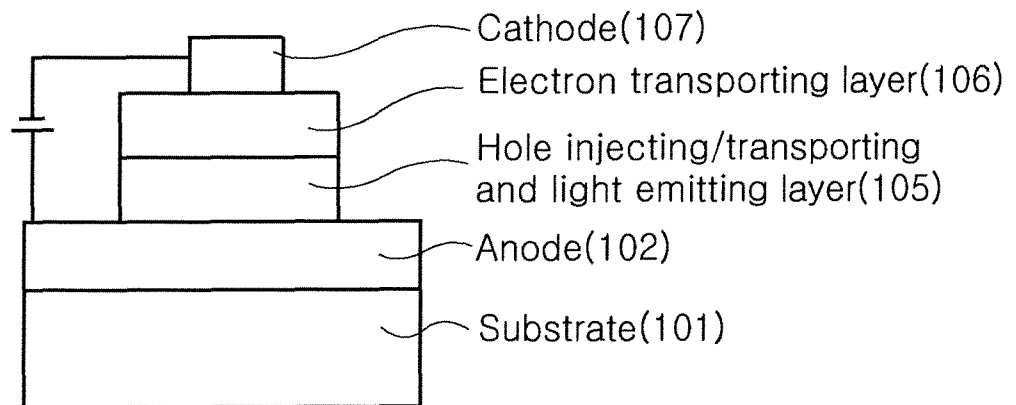 Cathode(107)
Electron transporting layer(106)
Hole injecting/transporting
and light emitting layer(105)
Anode(102)
Substrate(101)